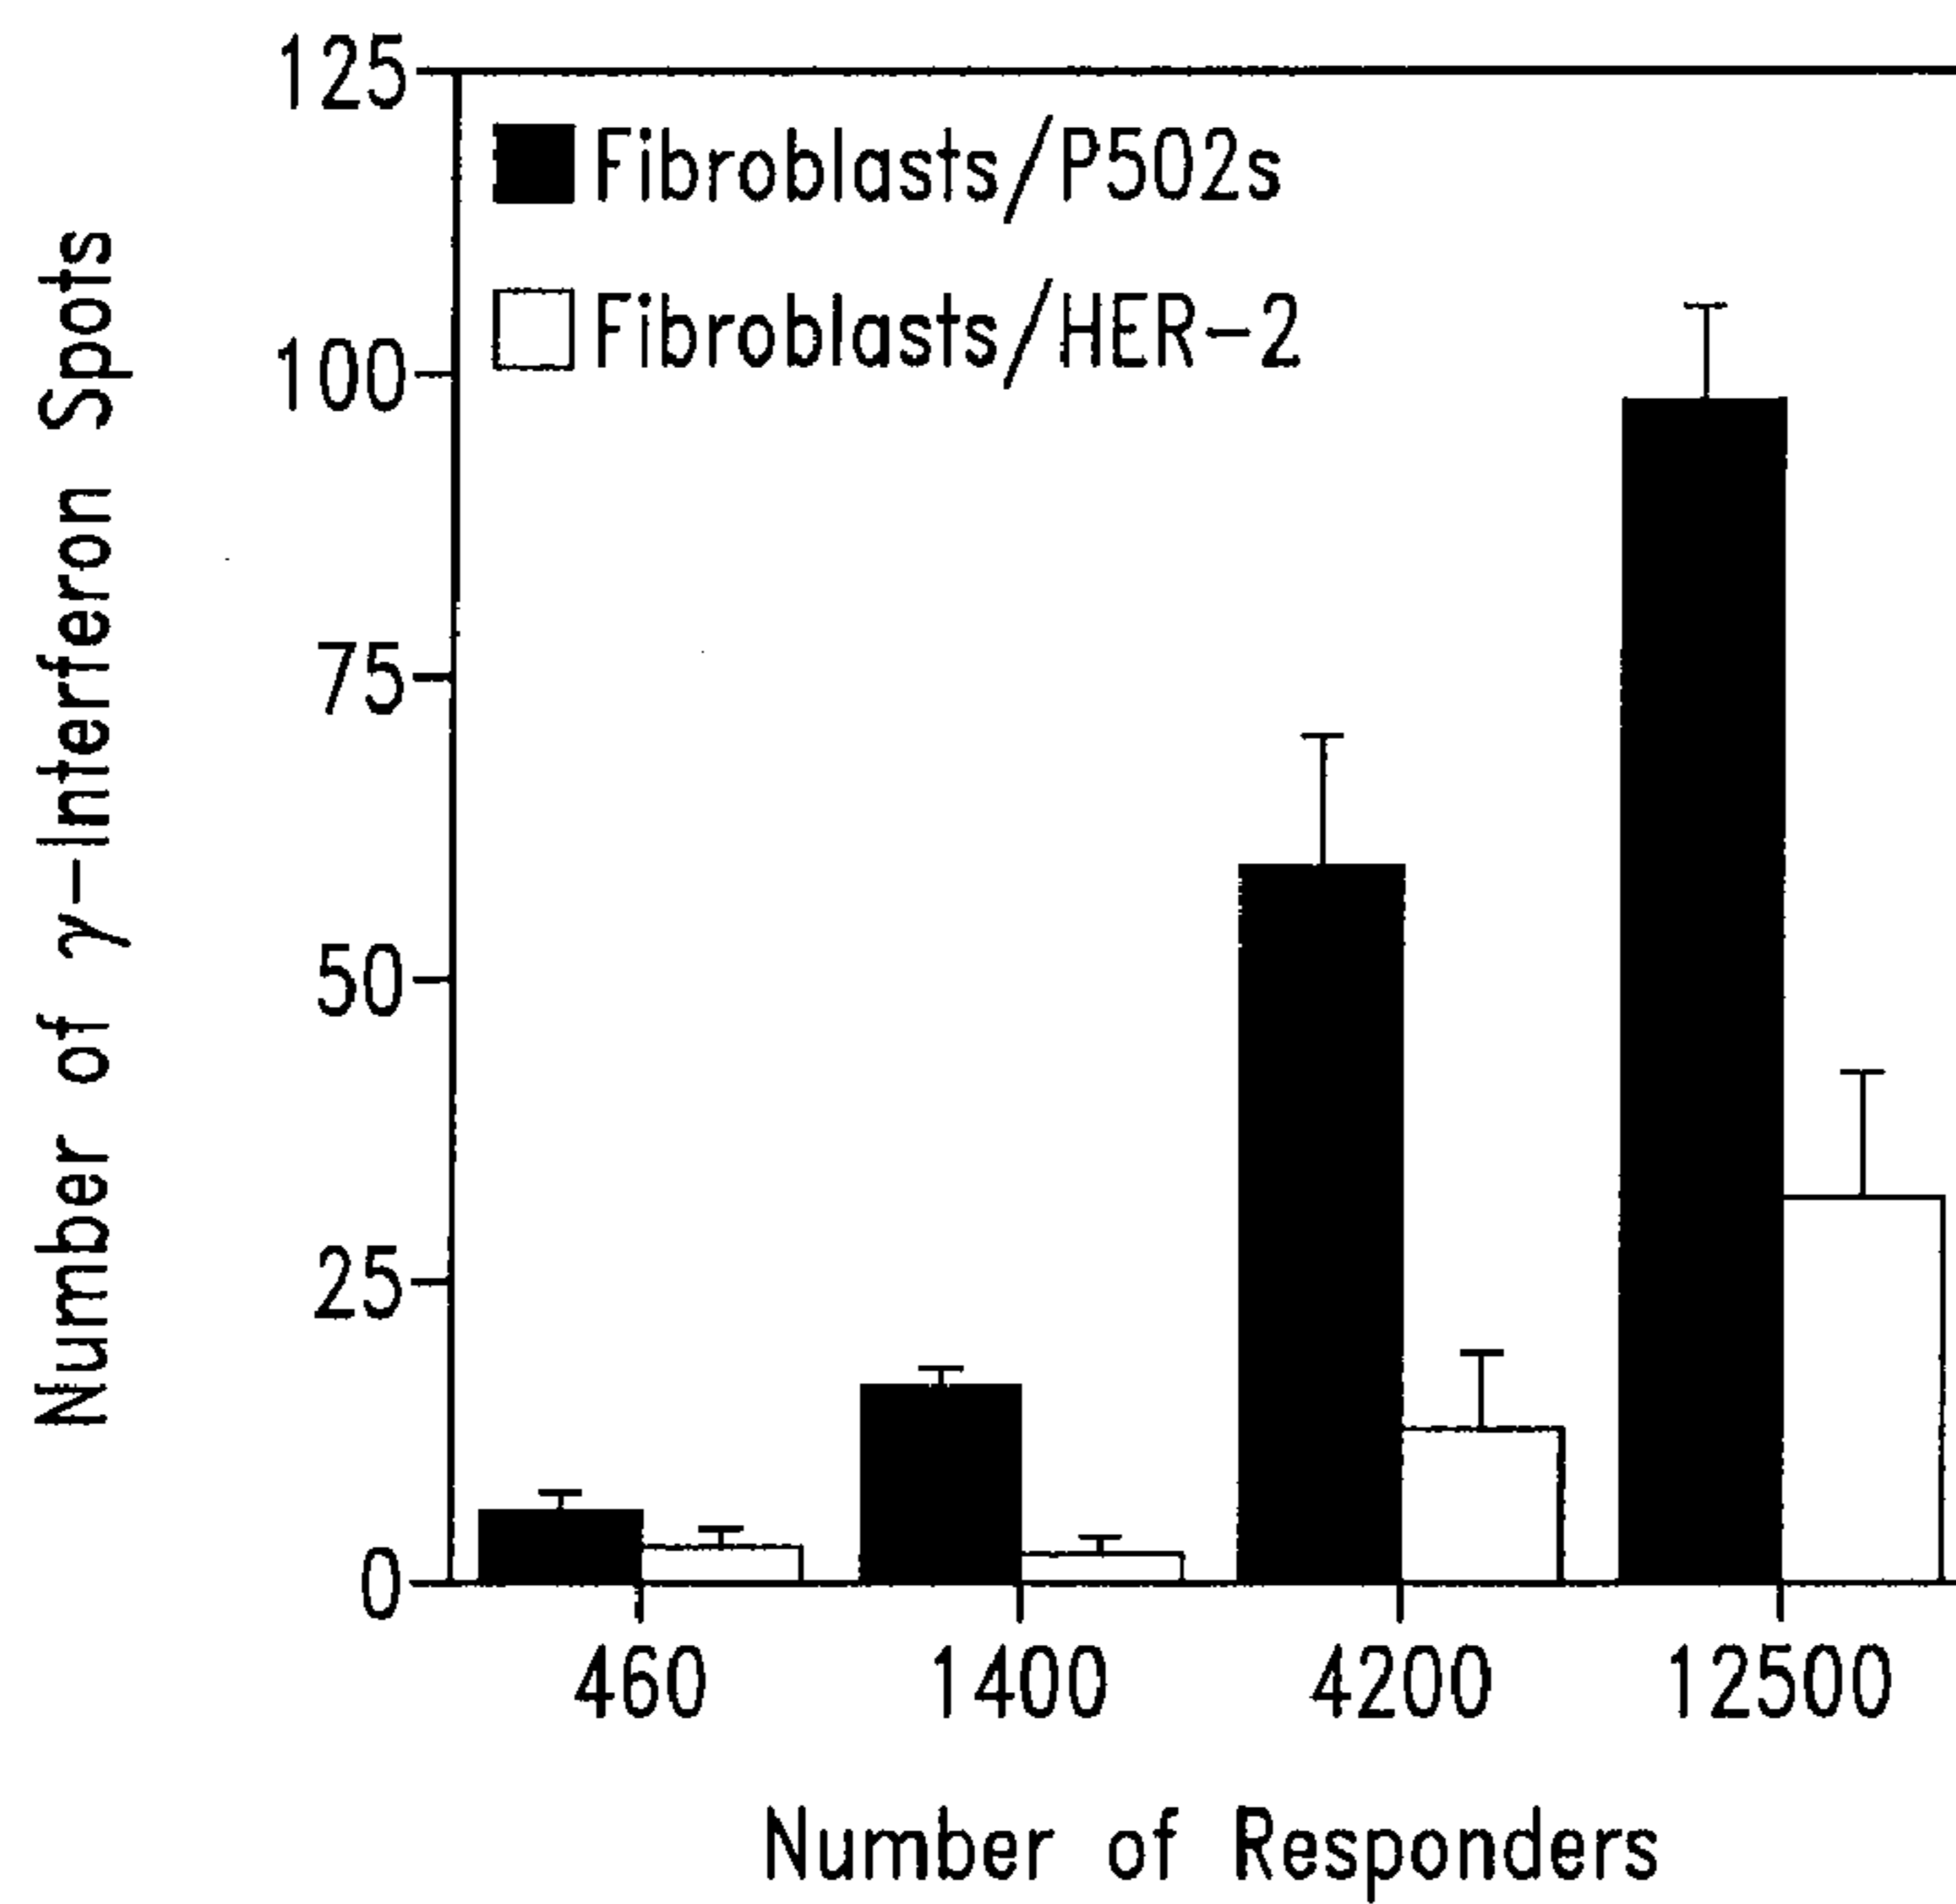 Number of γ-Interferon Spots
125
100
75
50
25
0
Fibroblasts/P502s
Fibroblasts/HER-2
460 1400 4200 12500
Number of Responders